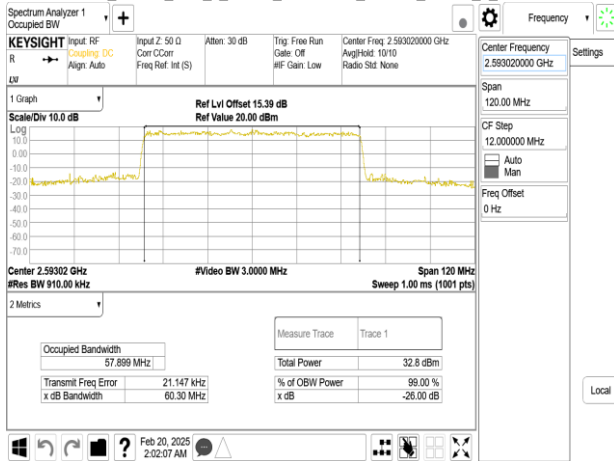 Spectrum Analyzer 1
Occupied BW
+
Frequency
KEYSIGHT
R
LXI
Input: RF
Coupling: DC
Align: Auto
Input Z: 50 Ω
Corr CCorr
Freq Ref: Int (S)
Atten: 30 dB
Trig: Free Run
Gate: Off
#IF Gain: Low
Center Freq: 2.593020000 GHz
Avg|Hold: 10/10
Radio Std: None
Center Frequency
2.593020000 GHz
Settings
Span
120.00 MHz
CF Step
12.000000 MHz
Auto
Man
Freq Offset
0 Hz
Local
1 Graph
Scale/Div 10.0 dB
Ref Lvl Offset 15.39 dB
Ref Value 20.00 dBm
Log
10.0
0.00
-10.0
-20.0
-30.0
-40.0
-50.0
-60.0
-70.0
Center 2.59302 GHz
#Video BW 3.0000 MHz
Span 120 MHz
#Res BW 910.00 kHz
Sweep 1.00 ms (1001 pts)
2 Metrics
Measure Trace Trace 1
Occupied Bandwidth
57.899 MHz
Total Power 32.8 dBm
Transmit Freq Error 21.147 kHz
% of OBW Power 99.00 %
x dB Bandwidth 60.30 MHz
x dB -26.00 dB
?
Feb 20, 2025
2:02:07 AM